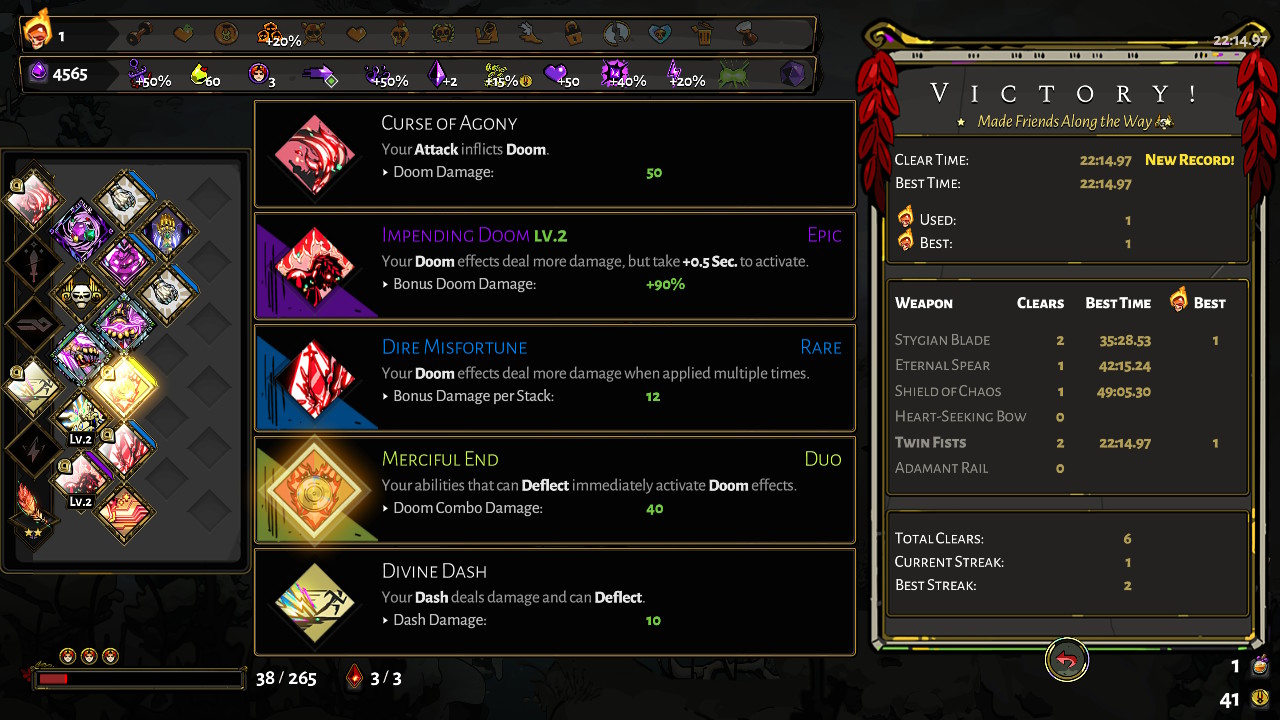 1
+20%
22:14.97
4565
+50%
60
3
+50%
+2
+15%
+50
+40%
+20%
VICTORY!
Made Friends Along the Way
Curse of Agony
Your Attack inflicts Doom.
Doom Damage: 50
Impending Doom LV.2 Epic
Your Doom effects deal more damage, but take +0.5 Sec. to activate.
Bonus Doom Damage: +90%
Dire Misfortune Rare
Your Doom effects deal more damage when applied multiple times.
Bonus Damage per Stack: 12
Merciful End Duo
Your abilities that can Deflect immediately activate Doom effects.
Doom Combo Damage: 40
Divine Dash
Your Dash deals damage and can Deflect.
Dash Damage: 10
Lv.2
Lv.2
38 / 265
3 / 3
Clear Time: 22:14.97 New Record!
Best Time: 22:14.97
Used: 1
Best: 1
Weapon Clears Best Time Best
Stygian Blade 2 35:28.53 1
Eternal Spear 1 42:15.24
Shield of Chaos 1 49:05.30
Heart-Seeking Bow 0
Twin Fists 2 22:14.97 1
Adamant Rail 0
Total Clears: 6
Current Streak: 1
Best Streak: 2
1
41